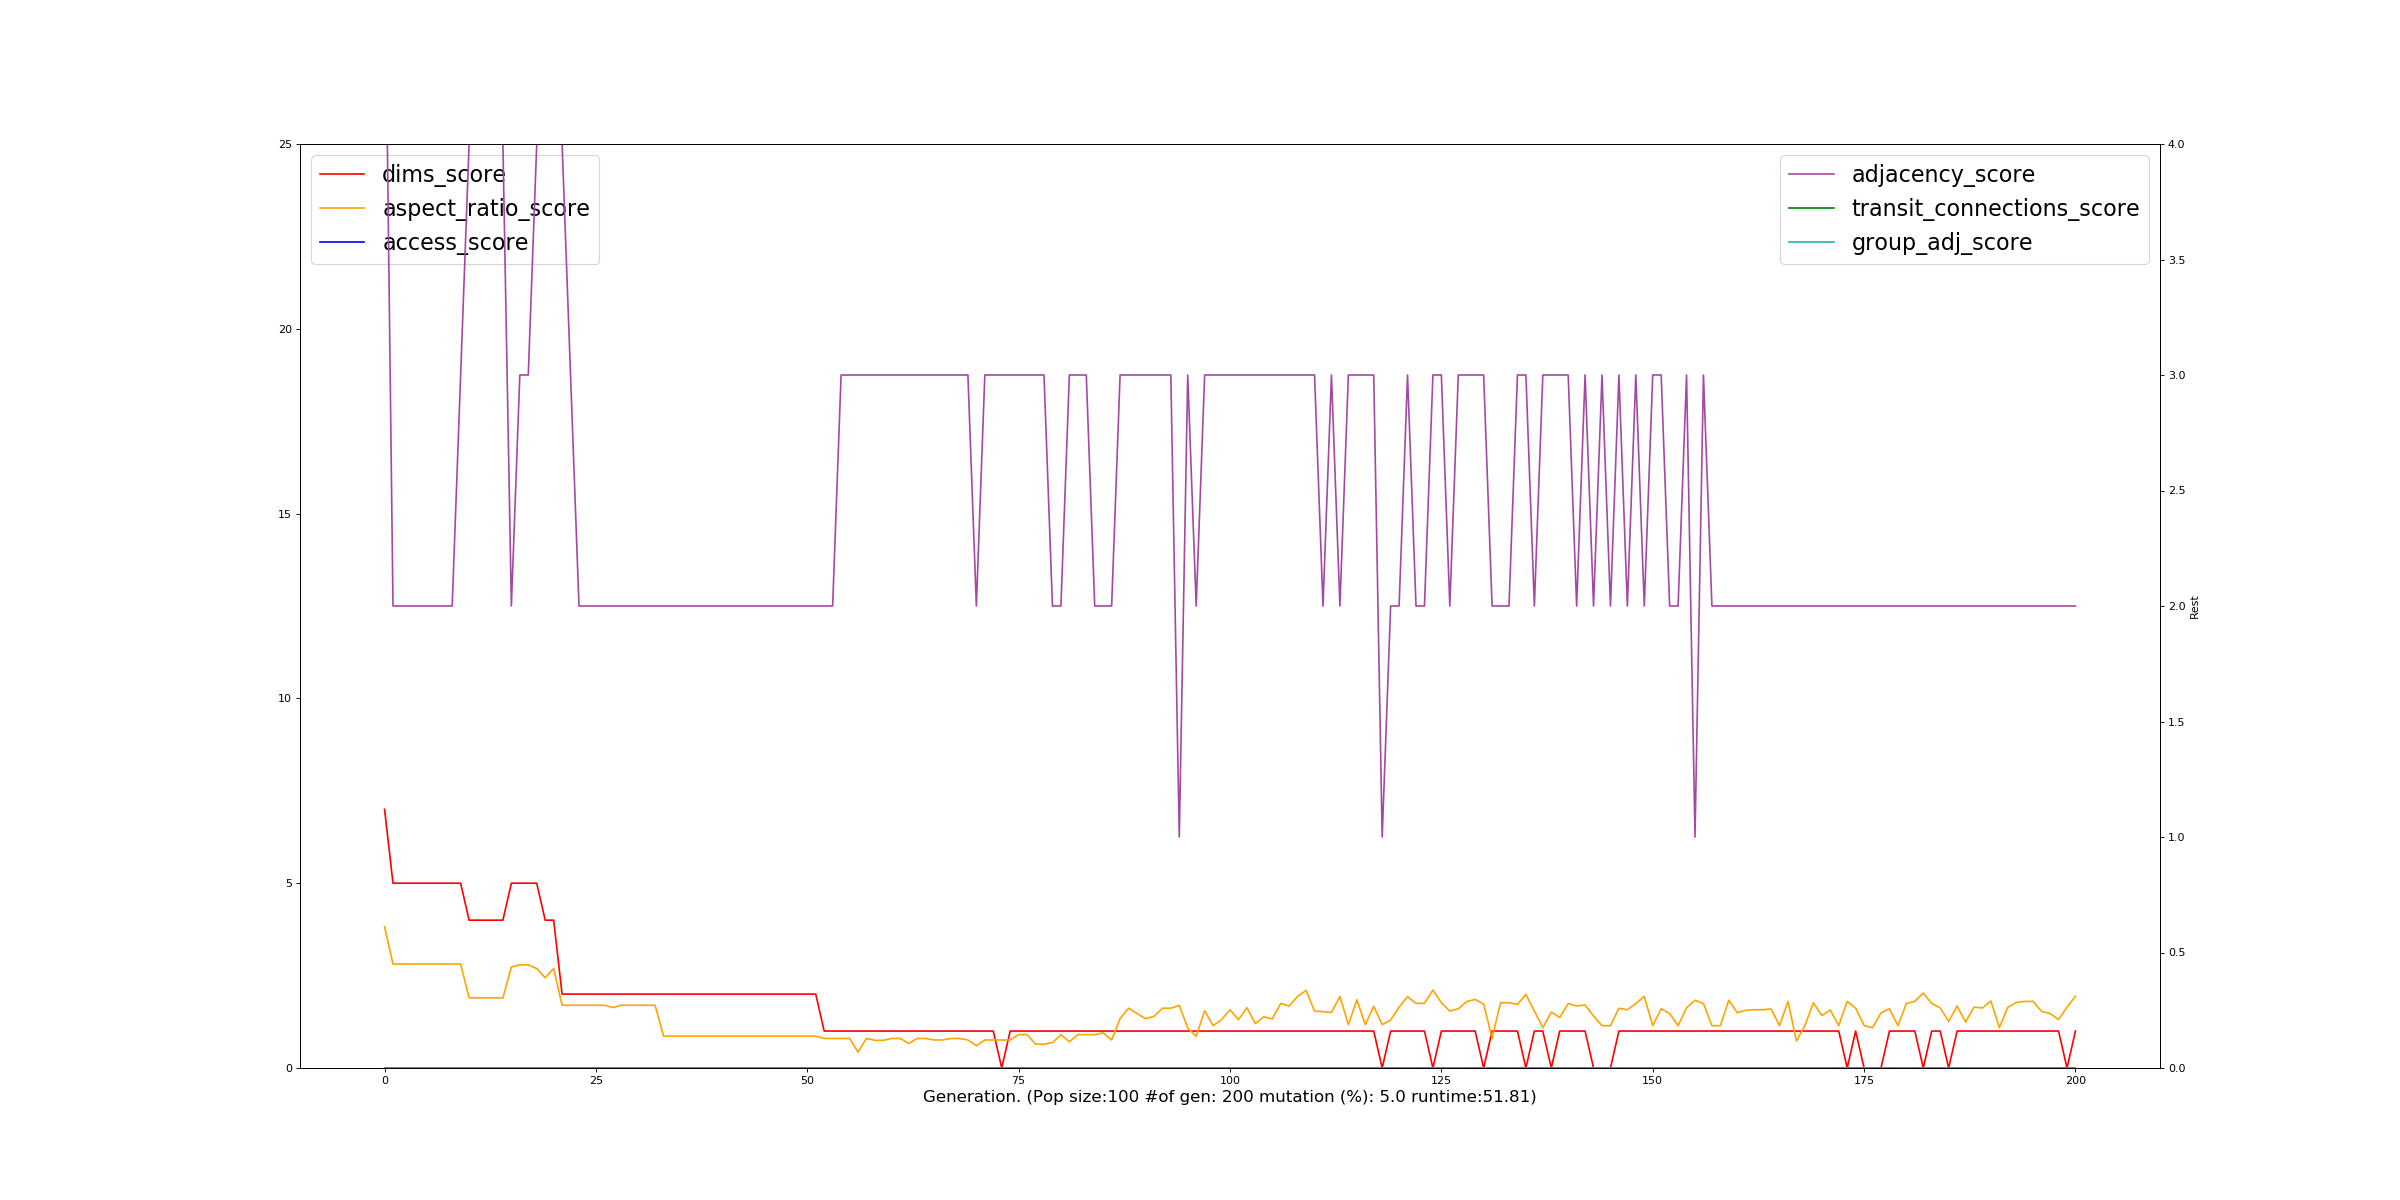 25
20
15
10
5
0
dims_score
aspect_ratio_score
access_score
adjacency_score
transit_connections_score
group_adj_score
4.0
3.5
3.0
2.5
2.0
1.5
1.0
0.5
0.0
Rest
0 25 50 75 100 125 150 175 200
Generation. (Pop size:100 #of gen: 200 mutation (%): 5.0 runtime:51.81)